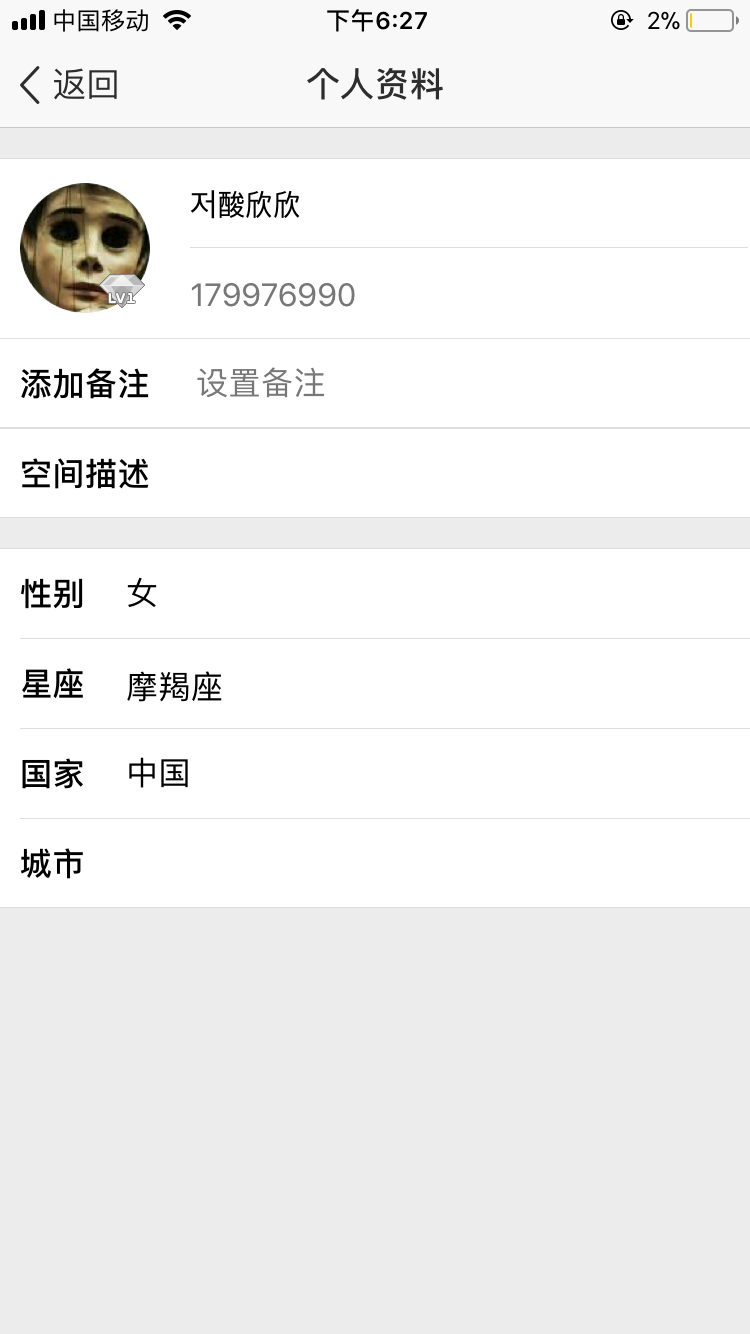 中国移动 下午6:27 2%
返回 个人资料
저酸欣欣
LV1
179976990
添加备注 设置备注
空间描述
性别 女
星座 摩羯座
国家 中国
城市